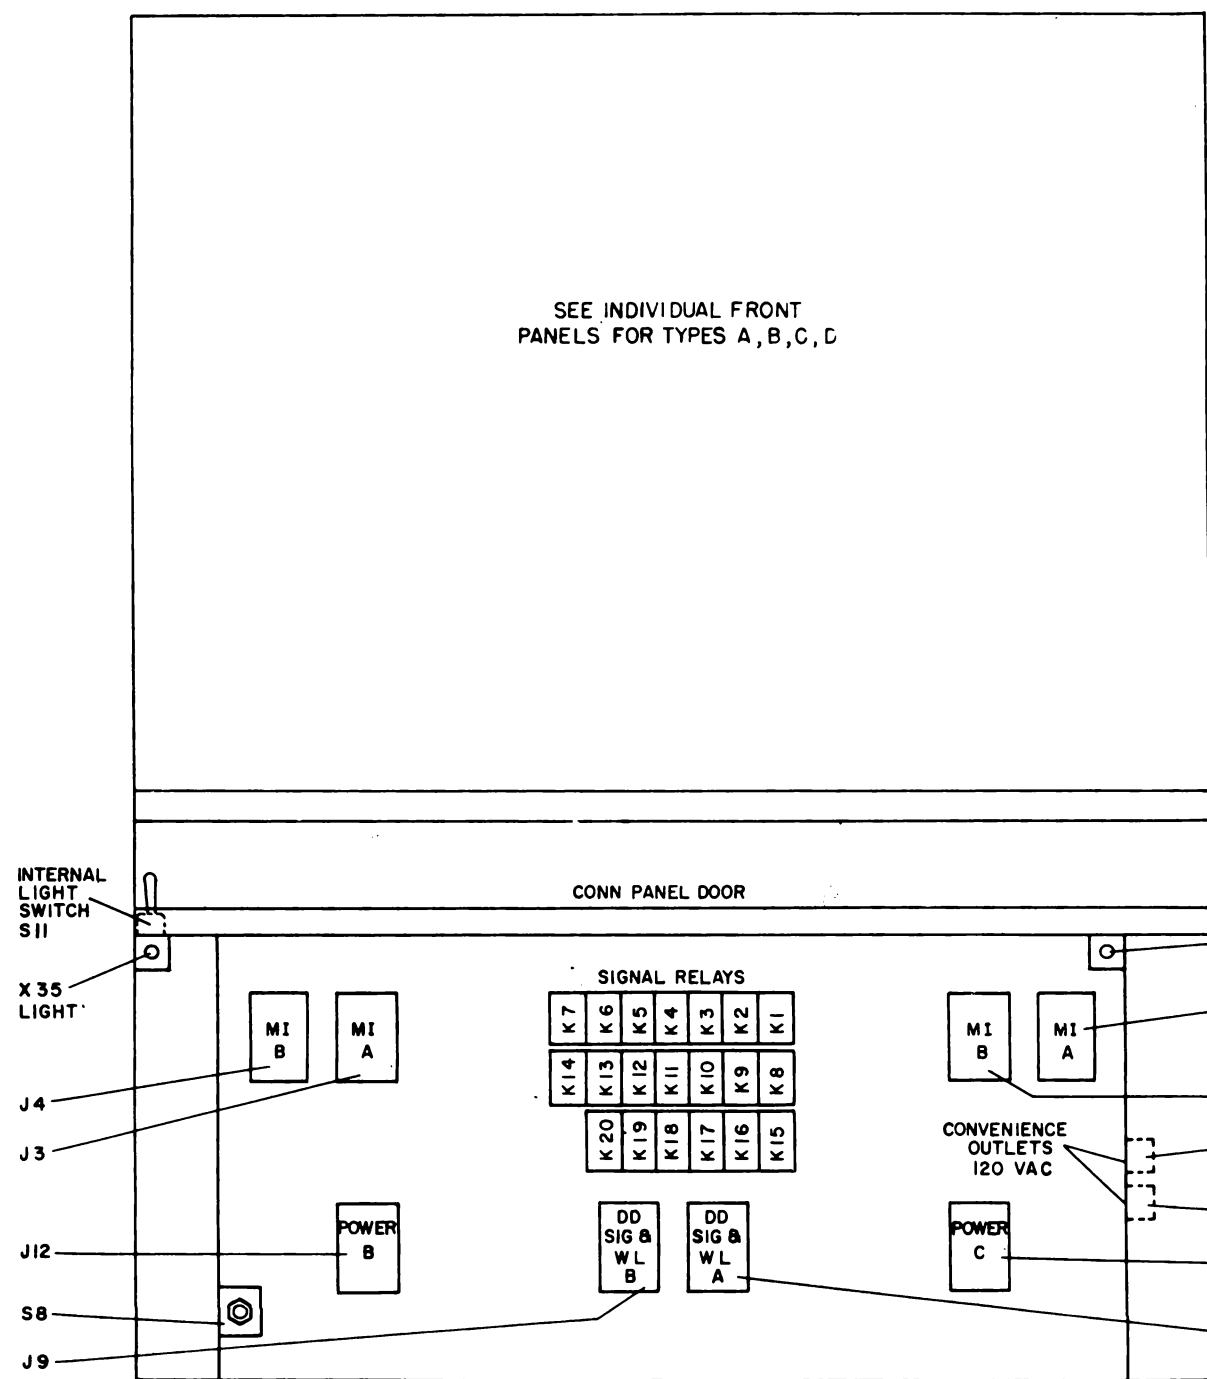 SEE INDIVIDUAL FRONT
PANELS FOR TYPES A, B, C, D
INTERNAL
LIGHT
SWITCH
S11
CONN PANEL DOOR
X35
LIGHT
SIGNAL RELAYS
K7 K6 K5 K4 K3 K2 K1
K14 K13 K12 K11 K10 K9 K8
K20 K19 K18 K17 K16 K15
MI
B
MI
A
MI
B
MI
A
J4
J3
CONVENIENCE
OUTLETS
120 VAC
POWER
B
DD
SIG &
WL
B
DD
SIG &
WL
A
POWER
C
J12
S8
J9